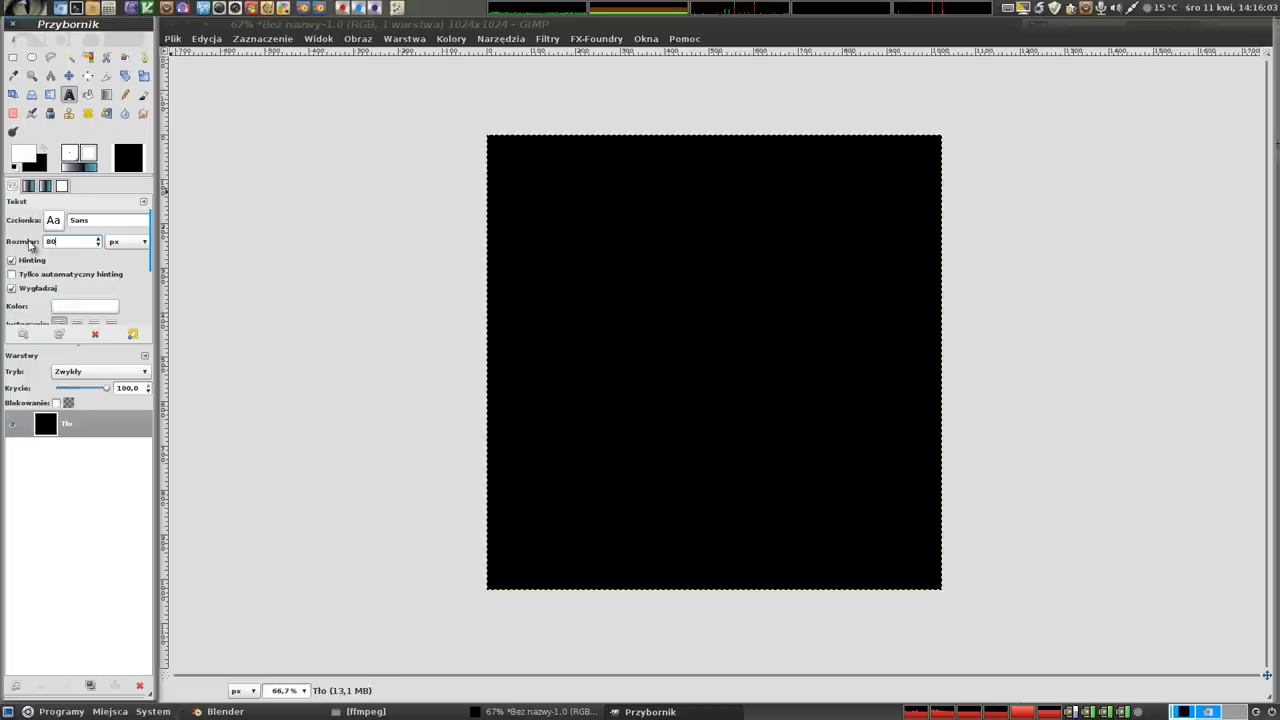 Przybornik
67% *Bez nazwy-1.0 (RGB, 1 warstwa) 1024x1024 – GIMP
15 °C
śro 11 kwi, 14:16:03
Plik Edycja Zaznaczenie Widok Obraz Warstwa Kolory Narzędzia Filtry FX-Foundry Okna Pomoc
Tekst
Czcionka: Aa Sans
Rozmiar: 80 px
Hinting
Tylko automatyczny hinting
Wygładzaj
Kolor:
Warstwy
Tryb: Zwykły
Krycie: 100,0
Blokowanie:
Tło
px 66,7% Tło (13,1 MB)
Programy Miejsca System Blender [ffmpeg] 67% *Bez nazwy-1.0 (RGB... Przybornik